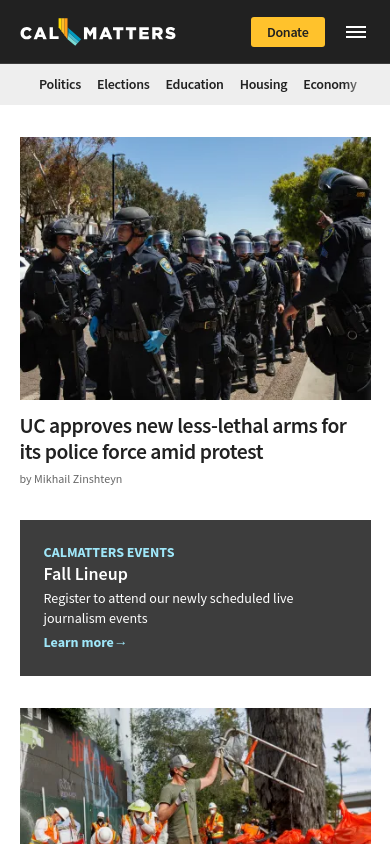 CAL MATTERS
Donate
Politics Elections Education Housing Economy
UC approves new less-lethal arms for
its police force amid protest
by Mikhail Zinshteyn
CALMATTERS EVENTS
Fall Lineup
Register to attend our newly scheduled live
journalism events
Learn more→